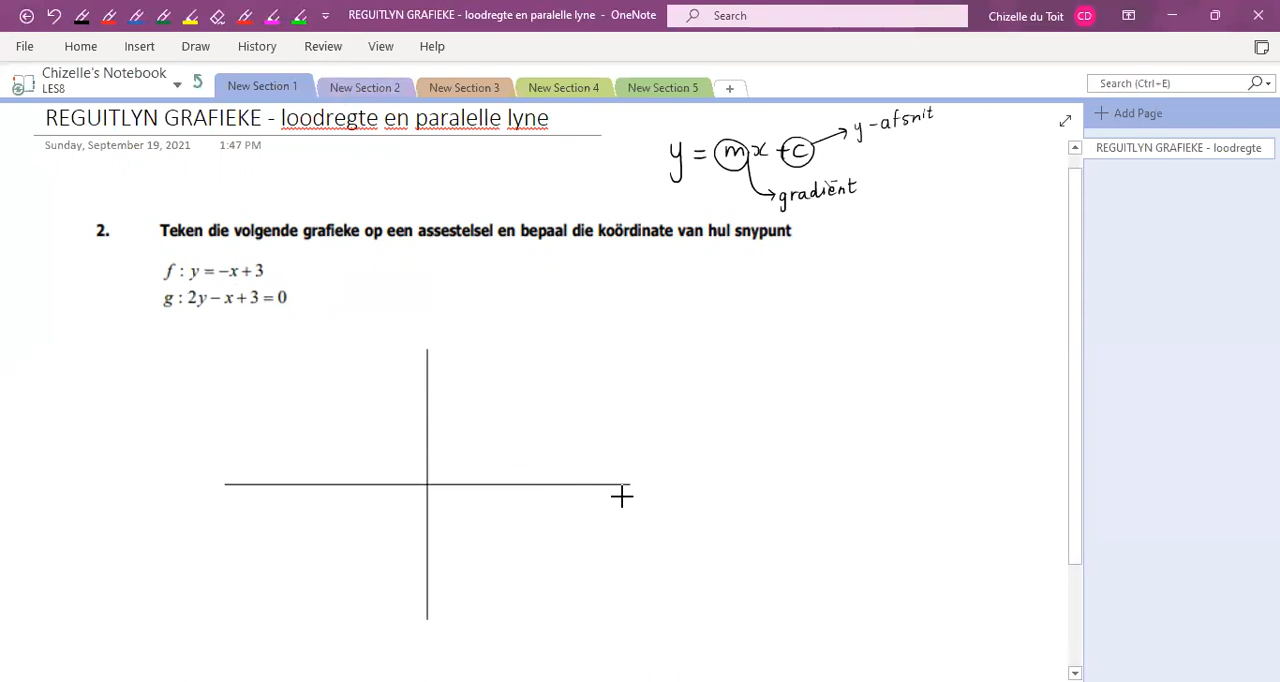 REGUITLYN GRAFIEKE - loodregte en paralelle lyne - OneNote
Search
Chizelle du Toit
CD
File Home Insert Draw History Review View Help
Chizelle's Notebook
LES8
New Section 1
New Section 2
New Section 3
New Section 4
New Section 5
+
Search (Ctrl+E)
Add Page
REGUITLYN GRAFIEKE - loodregte
REGUITLYN GRAFIEKE - loodregte en paralelle lyne
Sunday, September 19, 2021 1:47 PM
y = mx + c
y-afsnit
gradiënt
2. Teken die volgende grafieke op een assestelsel en bepaal die koördinate van hul snypunt
f : y = −x + 3
g : 2y − x + 3 = 0